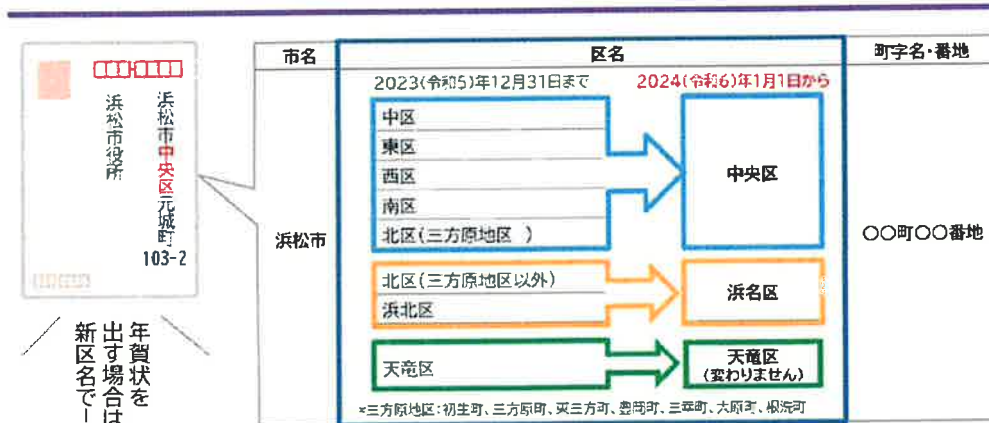 市名
区名
町字名・番地
2023(令和5)年12月31日まで
2024(令和6)年1月1日から
浜松市中央区元城町
103-2
浜松市役所
浜松市
中区
東区
西区
南区
北区(三方原地区 )
中央区
○○町○○番地
北区(三方原地区以外)
浜北区
浜名区
天竜区
天竜区
(変わりません)
*三方原地区:初生町、三方原町、東三方町、豊岡町、三幸町、大原町、根洗町
年賀状を
出す場合は
新区名でー